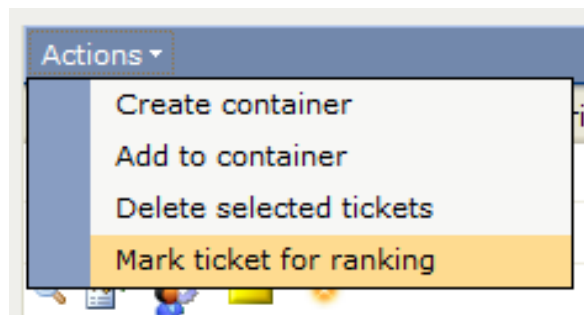 Actions
Create container
Add to container
Delete selected tickets
Mark ticket for ranking